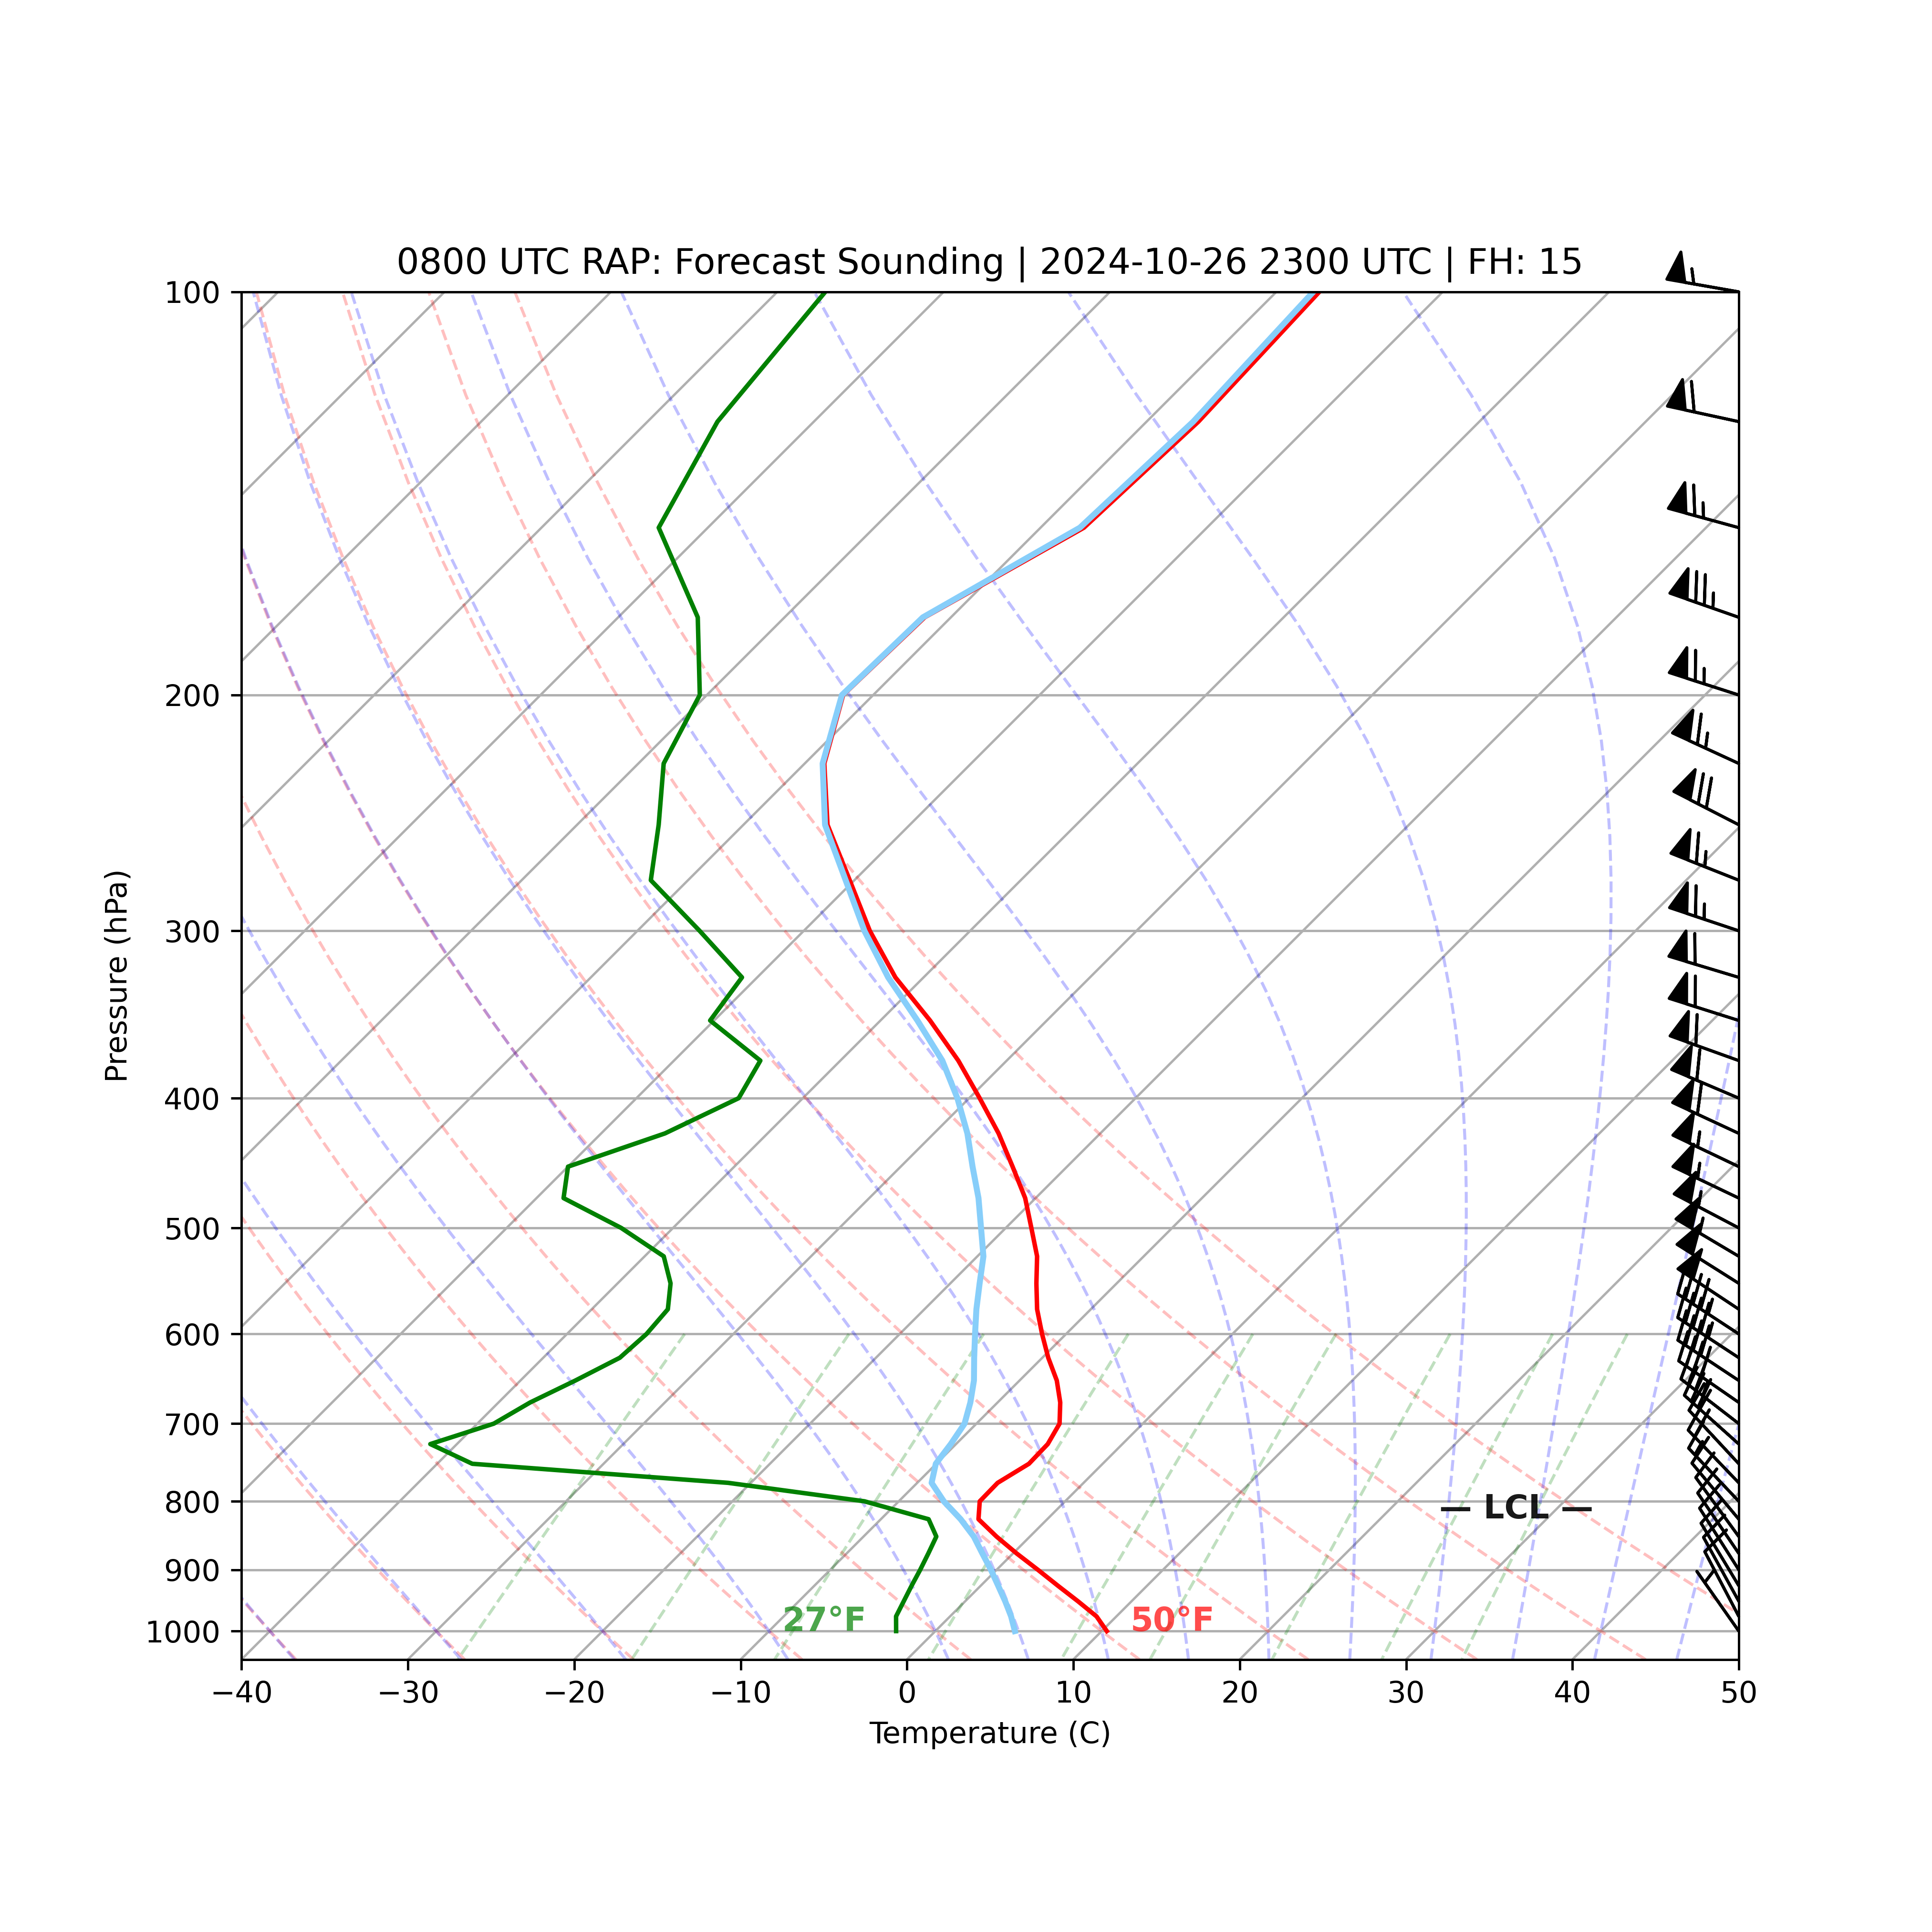 0800 UTC RAP: Forecast Sounding | 2024-10-26 2300 UTC | FH: 15
100
200
300
400
500
600
700
800
900
1000
Pressure (hPa)
— LCL —
27°F
50°F
−40 −30 −20 −10 0 10 20 30 40 50
Temperature (C)